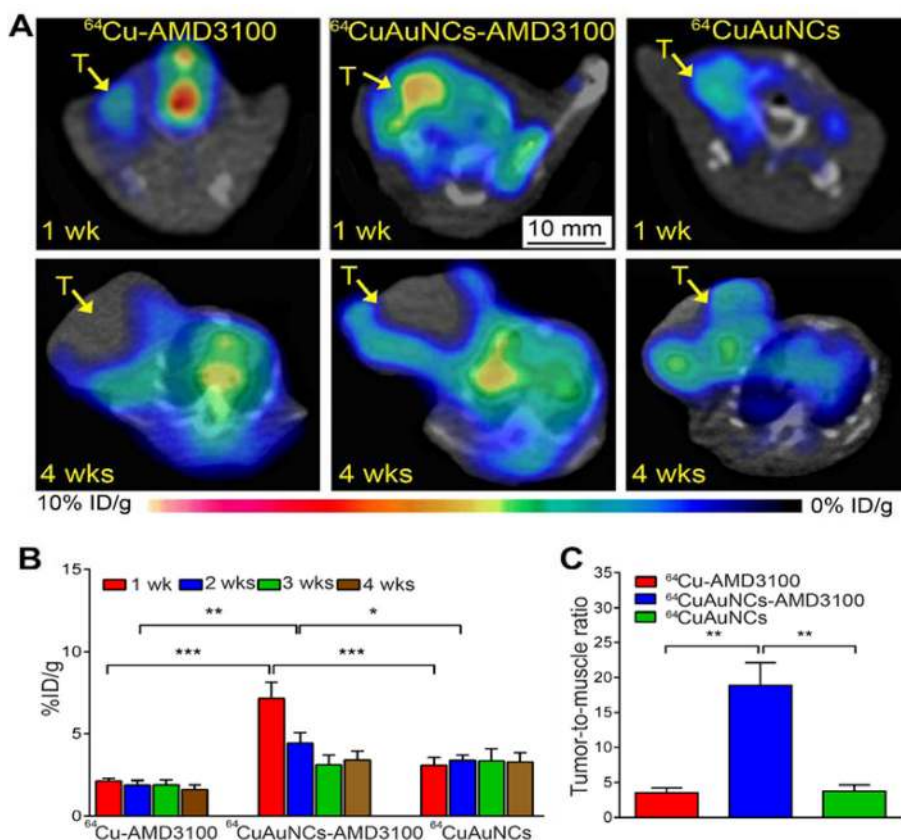 A
⁶⁴Cu-AMD3100
⁶⁴CuAuNCs-AMD3100
⁶⁴CuAuNCs
T
T
T
1 wk
1 wk
10 mm
1 wk
T
T
T
4 wks
4 wks
4 wks
10% ID/g
0% ID/g
B
1 wk
2 wks
3 wks
4 wks
15
10
5
0
%ID/g
**
*
***
***
⁶⁴Cu-AMD3100
⁶⁴CuAuNCs-AMD3100
⁶⁴CuAuNCs
C
⁶⁴Cu-AMD3100
⁶⁴CuAuNCs-AMD3100
⁶⁴CuAuNCs
35
30
25
20
15
10
5
0
Tumor-to-muscle ratio
**
**